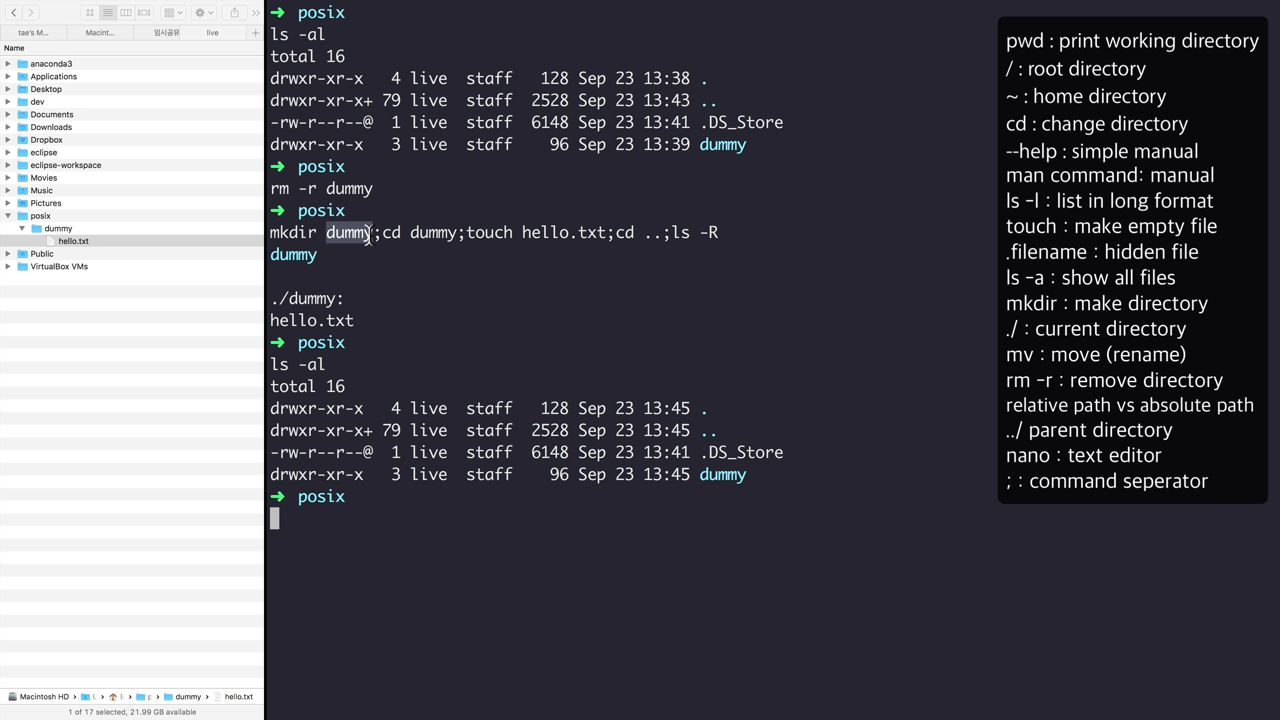 tae's M...
Macint...
임시공유
live
Name
anaconda3
Applications
Desktop
dev
Documents
Downloads
Dropbox
eclipse
eclipse-workspace
Movies
Music
Pictures
posix
dummy
hello.txt
Public
VirtualBox VMs
Macintosh HD
dummy
hello.txt
1 of 17 selected, 21.99 GB available
➜ posix
ls -al
total 16
drwxr-xr-x 4 live staff 128 Sep 23 13:38 .
drwxr-xr-x+ 79 live staff 2528 Sep 23 13:43 ..
-rw-r--r--@ 1 live staff 6148 Sep 23 13:41 .DS_Store
drwxr-xr-x 3 live staff 96 Sep 23 13:39 dummy
➜ posix
rm -r dummy
➜ posix
mkdir dummy;cd dummy;touch hello.txt;cd ..;ls -R
dummy
./dummy:
hello.txt
➜ posix
ls -al
total 16
drwxr-xr-x 4 live staff 128 Sep 23 13:45 .
drwxr-xr-x+ 79 live staff 2528 Sep 23 13:45 ..
-rw-r--r--@ 1 live staff 6148 Sep 23 13:41 .DS_Store
drwxr-xr-x 3 live staff 96 Sep 23 13:45 dummy
➜ posix
pwd : print working directory
/ : root directory
~ : home directory
cd : change directory
--help : simple manual
man command: manual
ls -l : list in long format
touch : make empty file
.filename : hidden file
ls -a : show all files
mkdir : make directory
./ : current directory
mv : move (rename)
rm -r : remove directory
relative path vs absolute path
../ parent directory
nano : text editor
; : command seperator